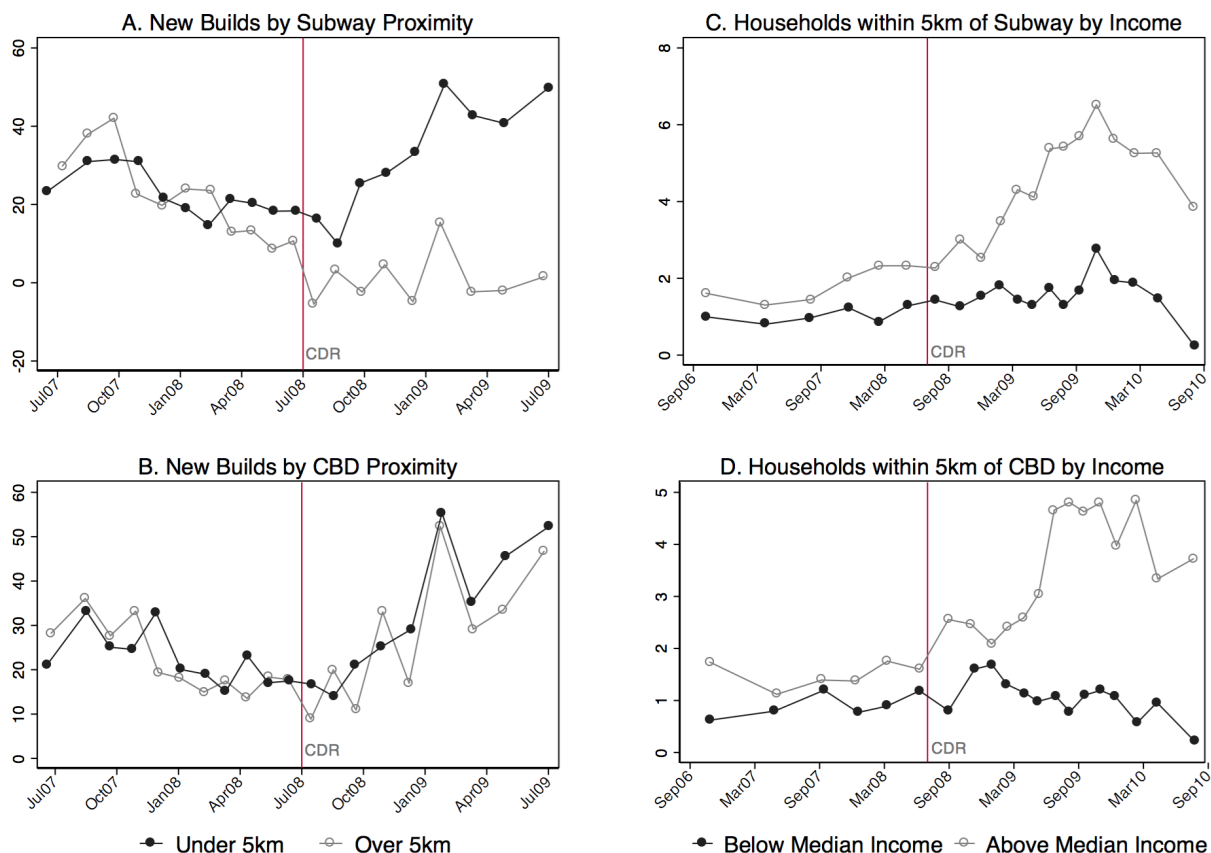 A. New Builds by Subway Proximity
60
40
20
0
-20
CDR
Jul07
Oct07
Jan08
Apr08
Jul08
Oct08
Jan09
Apr09
Jul09
C. Households within 5km of Subway by Income
8
6
4
2
0
CDR
Sep06
Mar07
Sep07
Mar08
Sep08
Mar09
Sep09
Mar10
Sep10
B. New Builds by CBD Proximity
60
50
40
30
20
10
0
CDR
Jul07
Oct07
Jan08
Apr08
Jul08
Oct08
Jan09
Apr09
Jul09
D. Households within 5km of CBD by Income
5
4
3
2
1
0
CDR
Sep06
Mar07
Sep07
Mar08
Sep08
Mar09
Sep09
Mar10
Sep10
Under 5km
Over 5km
Below Median Income
Above Median Income